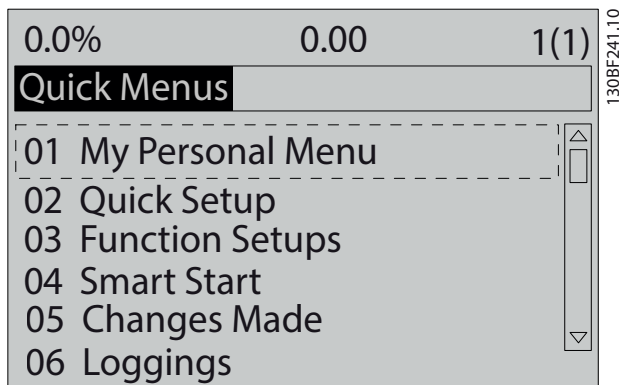 0.0% 0.00 1(1)
Quick Menus
01 My Personal Menu
02 Quick Setup
03 Function Setups
04 Smart Start
05 Changes Made
06 Loggings
130BF241.10